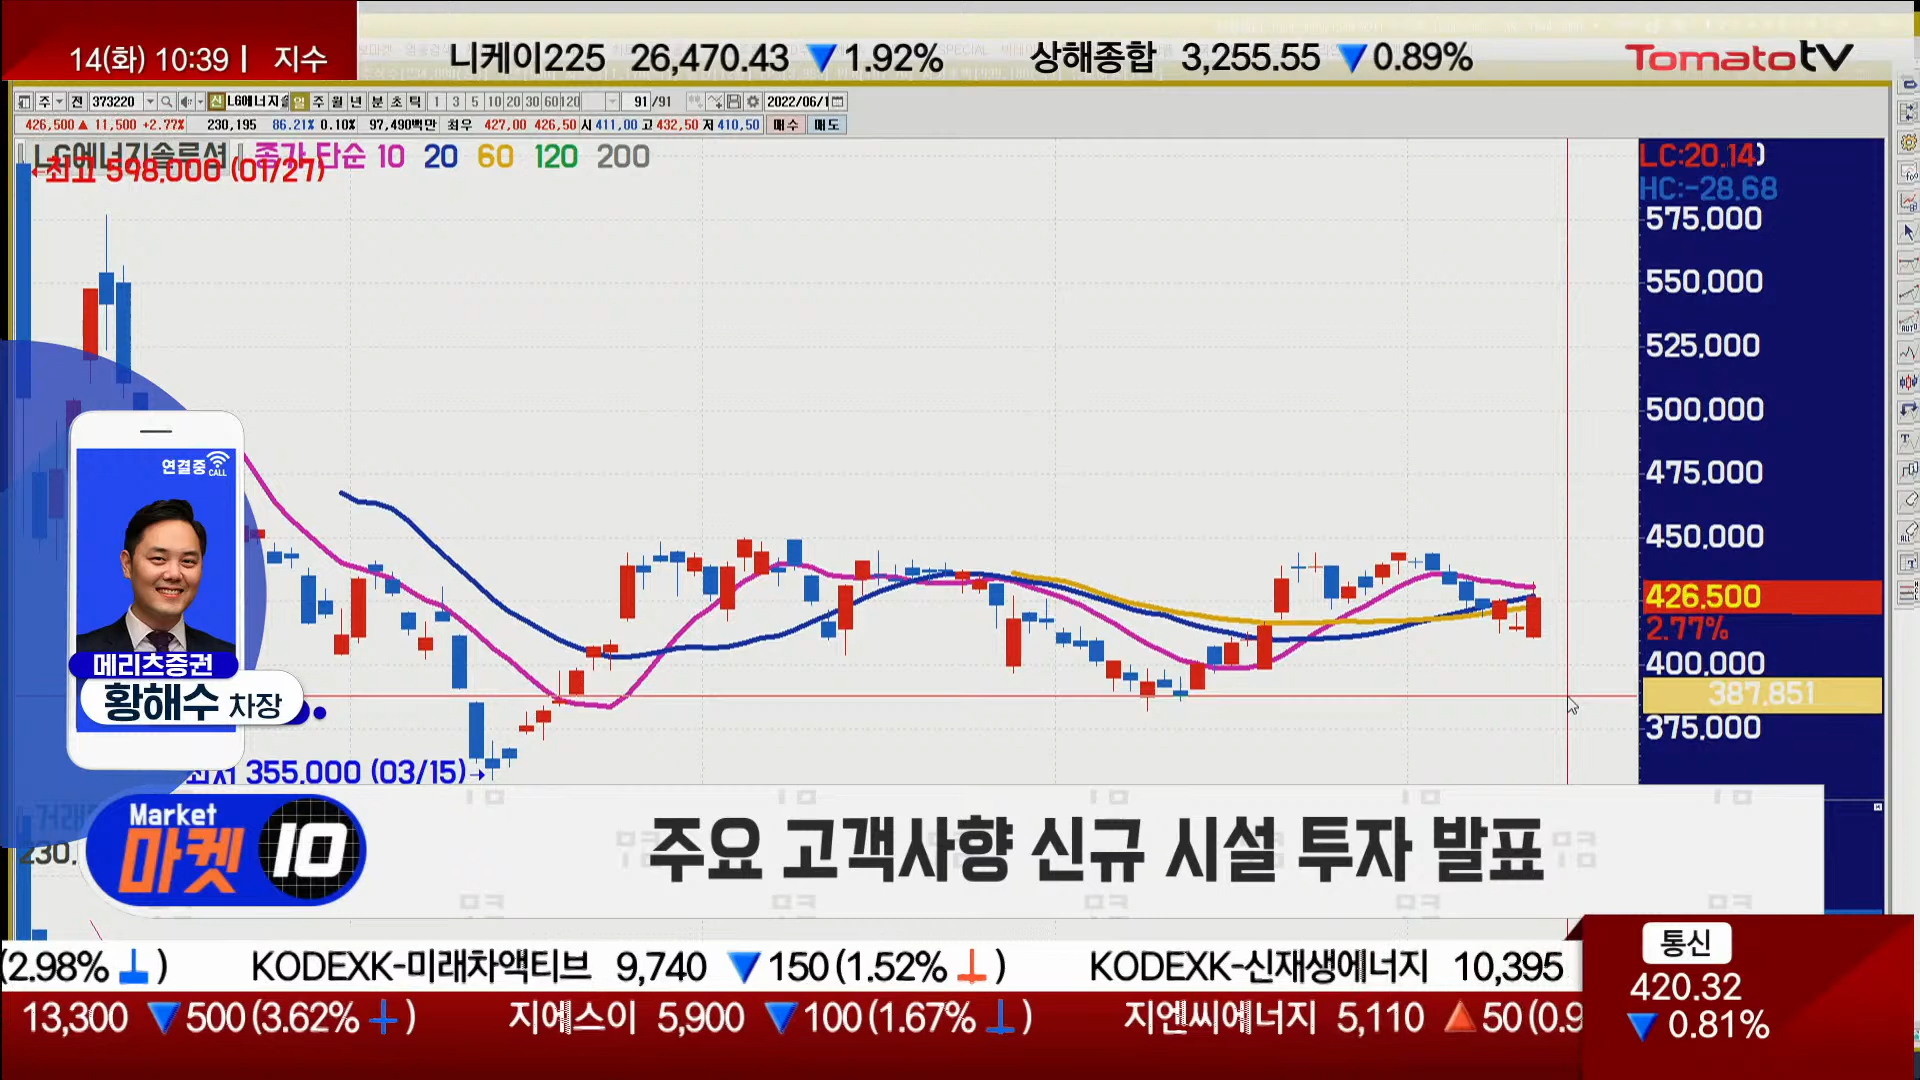 14(화) 10:39 | 지수
니케이225 26,470.43 ▼1.92%
상해종합 3,255.55 ▼0.89%
Tomatotv
주 전 373220 신 LG에너지솔 일 주 월 년 분 초 틱 1 3 5 10 20 30 60 120 91/91 2022/06/1
426,500 ▲ 11,500 +2.77% 230,195 86.21% 0.10% 97,490백만 최우 427,00 426,50 시 411,00 고 432,50 저 410,50 매수 매도
LG에너지솔루션 종가 단순 10 20 60 120 200
최고 598,000 (01/27)
LC:20.14
HC:-28.68
575,000
550,000
525,000
500,000
475,000
450,000
426,500
2.77%
400,000
387,851
375,000
연결중
CALL
메리츠증권
황해수 차장
최저 355,000 (03/15)
Market
마켓 10
230,
주요 고객사향 신규 시설 투자 발표
(2.98% ) KODEXK-미래차액티브 9,740 ▼150(1.52% ) KODEXK-신재생에너지 10,395
13,300 ▼500(3.62% ) 지에스이 5,900 ▼100(1.67% ) 지엔씨에너지 5,110 ▲50(0.9
통신
420.32
▼0.81%